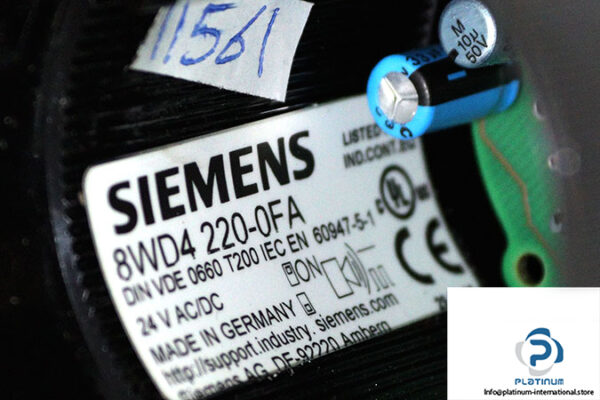 11561
M
10µ
50V
SIEMENS
8WD4 220-0FA
DIN VDE 0660 T200 IEC EN 60947-5-1
24 V AC/DC
ON
MADE IN GERMANY
http://support.industry.siemens.com
Siemens AG, DE-92220 Amberg
LISTED
IND.CONT.
UL
CE
PLATINUM
Info@platinum-international.store